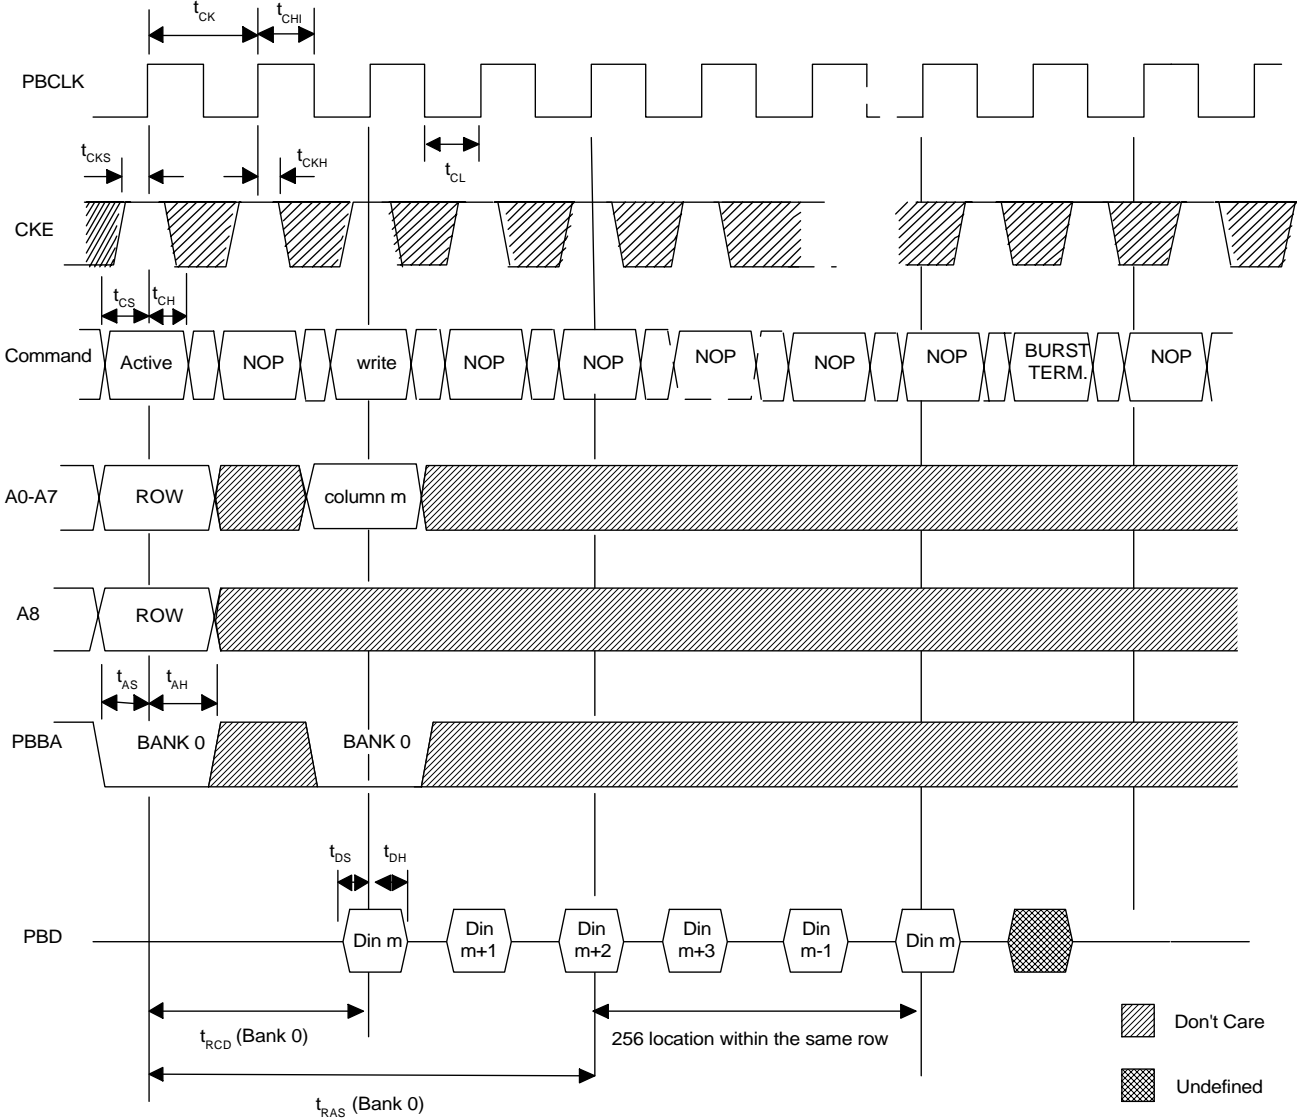 tCK
tCHI
PBCLK
tCKS
tCKH
tCL
CKE
tCS
tCH
Command
Active
NOP
write
NOP
NOP
NOP
NOP
NOP
BURST
TERM.
NOP
A0-A7
ROW
column m
A8
ROW
tAS
tAH
PBBA
BANK 0
BANK 0
tDS
tDH
PBD
Din m
Din
m+1
Din
m+2
Din
m+3
Din
m-1
Din m
tRCD (Bank 0)
256 location within the same row
Don't Care
tRAS (Bank 0)
Undefined